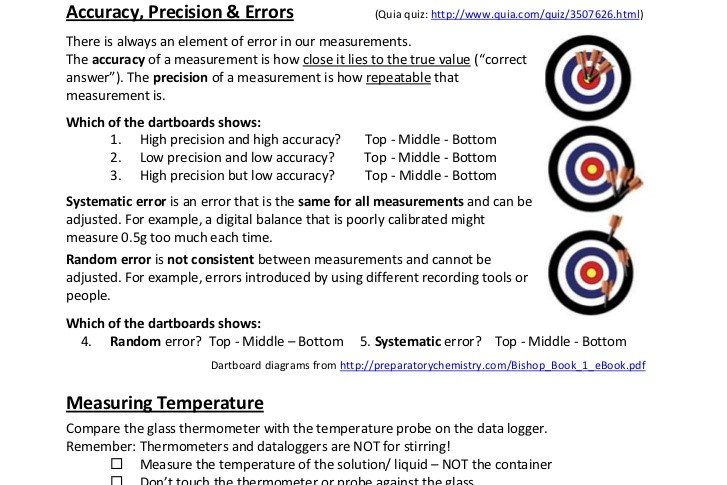 Accuracy, Precision & Errors (Quia quiz: http://www.quia.com/quiz/3507626.html)
There is always an element of error in our measurements.
The accuracy of a measurement is how close it lies to the true value (“correct
answer”). The precision of a measurement is how repeatable that
measurement is.
Which of the dartboards shows:
1. High precision and high accuracy? Top - Middle - Bottom
2. Low precision and low accuracy? Top - Middle - Bottom
3. High precision but low accuracy? Top - Middle - Bottom
Systematic error is an error that is the same for all measurements and can be
adjusted. For example, a digital balance that is poorly calibrated might
measure 0.5g too much each time.
Random error is not consistent between measurements and cannot be
adjusted. For example, errors introduced by using different recording tools or
people.
Which of the dartboards shows:
4. Random error? Top - Middle – Bottom 5. Systematic error? Top - Middle - Bottom
Dartboard diagrams from http://preparatorychemistry.com/Bishop_Book_1_eBook.pdf
Measuring Temperature
Compare the glass thermometer with the temperature probe on the data logger.
Remember: Thermometers and dataloggers are NOT for stirring!
☐ Measure the temperature of the solution/ liquid – NOT the container
☐ Don’t touch the thermometer or probe against the glass